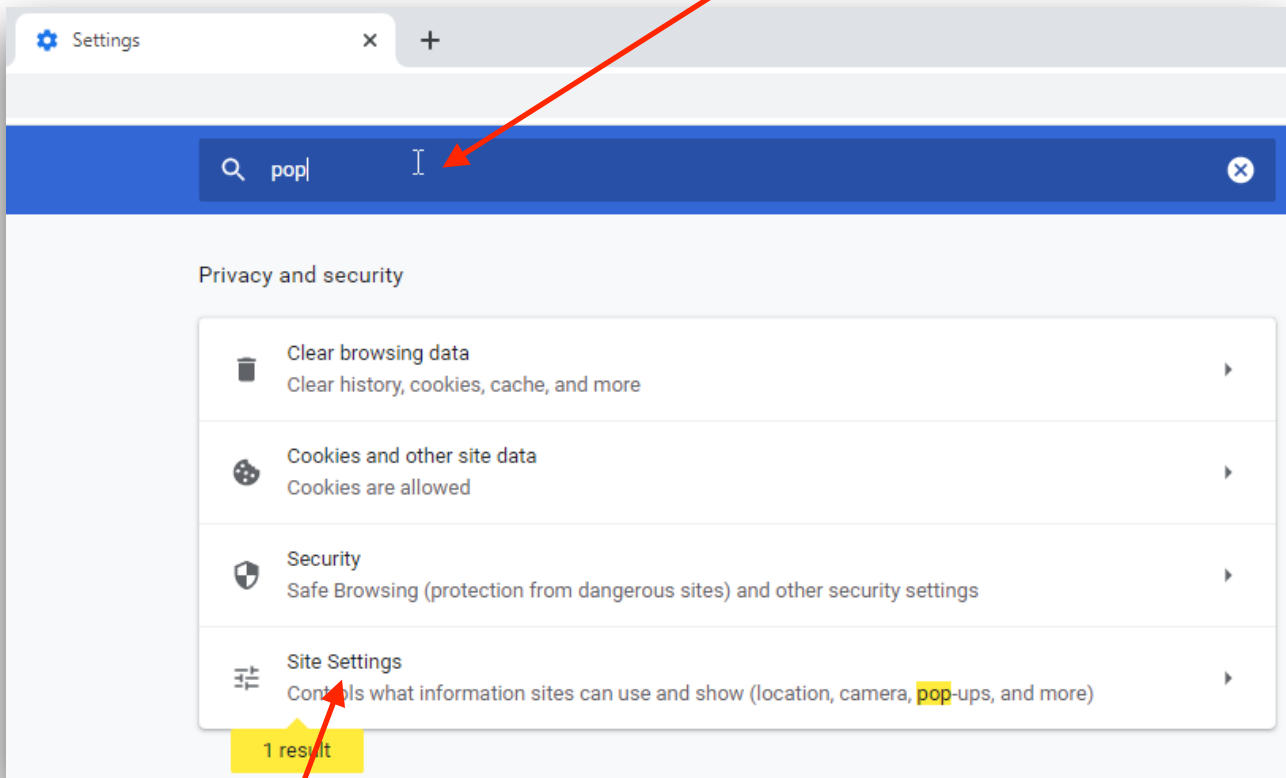 Settings
pop
Privacy and security
Clear browsing data
Clear history, cookies, cache, and more
Cookies and other site data
Cookies are allowed
Security
Safe Browsing (protection from dangerous sites) and other security settings
Site Settings
Controls what information sites can use and show (location, camera, pop-ups, and more)
1 result